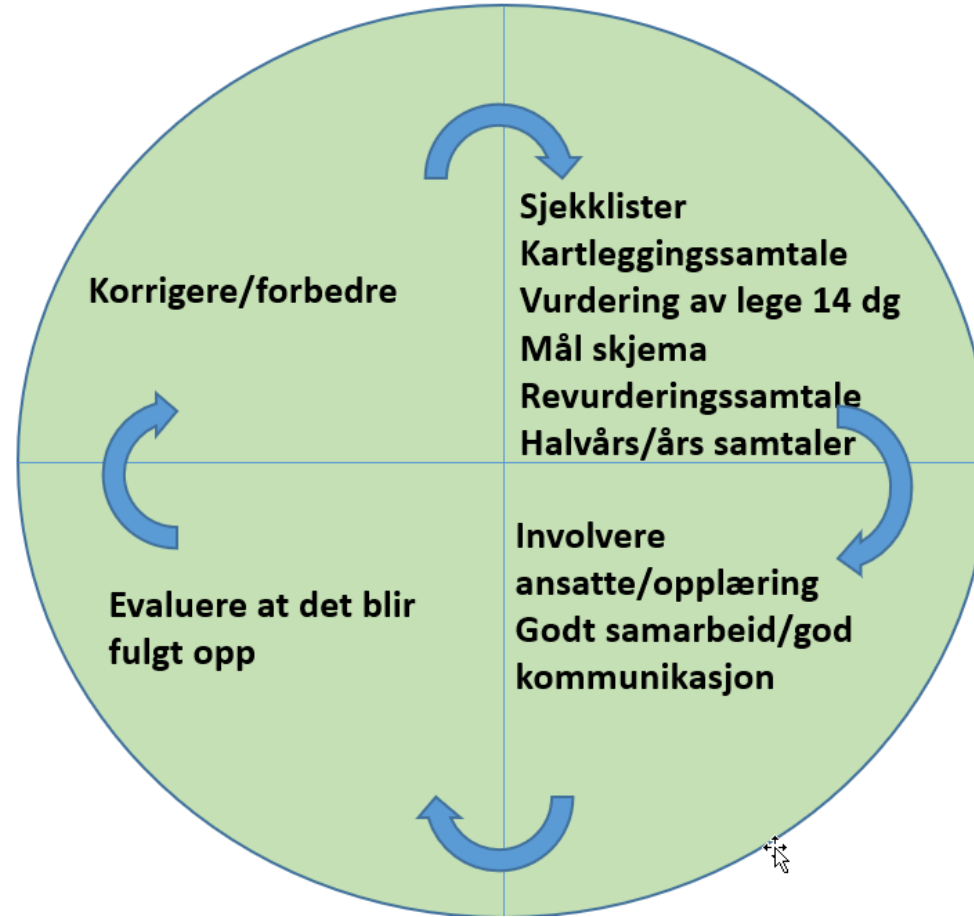 Korrigere/forbedre
Sjekklister
Kartleggingssamtale
Vurdering av lege 14 dg
Mål skjema
Revurderingssamtale
Halvårs/års samtaler
Involvere
ansatte/opplæring
Godt samarbeid/god
kommunikasjon
Evaluere at det blir
fulgt opp